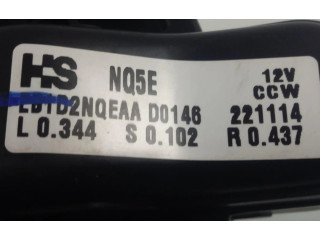 HS NQ5E 12V
CCW
EBTD2NQEAA D0146 221114
L 0.344 S 0.102 R 0.437